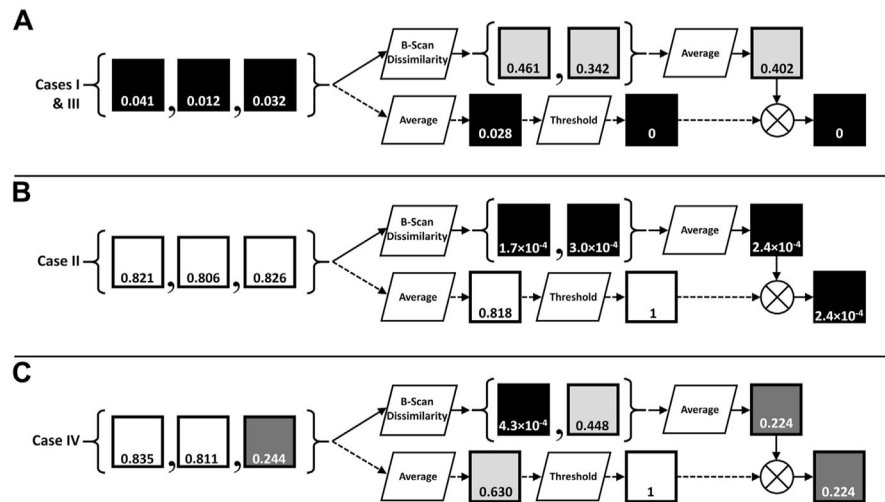 A
Cases I
& III
{ 0.041 , 0.012 , 0.032 }
B-Scan
Dissimilarity
{ 0.461 , 0.342 }
Average
0.402
Average
0.028
Threshold
0
0
B
Case II
{ 0.821 , 0.806 , 0.826 }
B-Scan
Dissimilarity
{ 1.7×10⁻⁴ , 3.0×10⁻⁴ }
Average
2.4×10⁻⁴
Average
0.818
Threshold
1
2.4×10⁻⁴
C
Case IV
{ 0.835 , 0.811 , 0.244 }
B-Scan
Dissimilarity
{ 4.3×10⁻⁴ , 0.448 }
Average
0.224
Average
0.630
Threshold
1
0.224